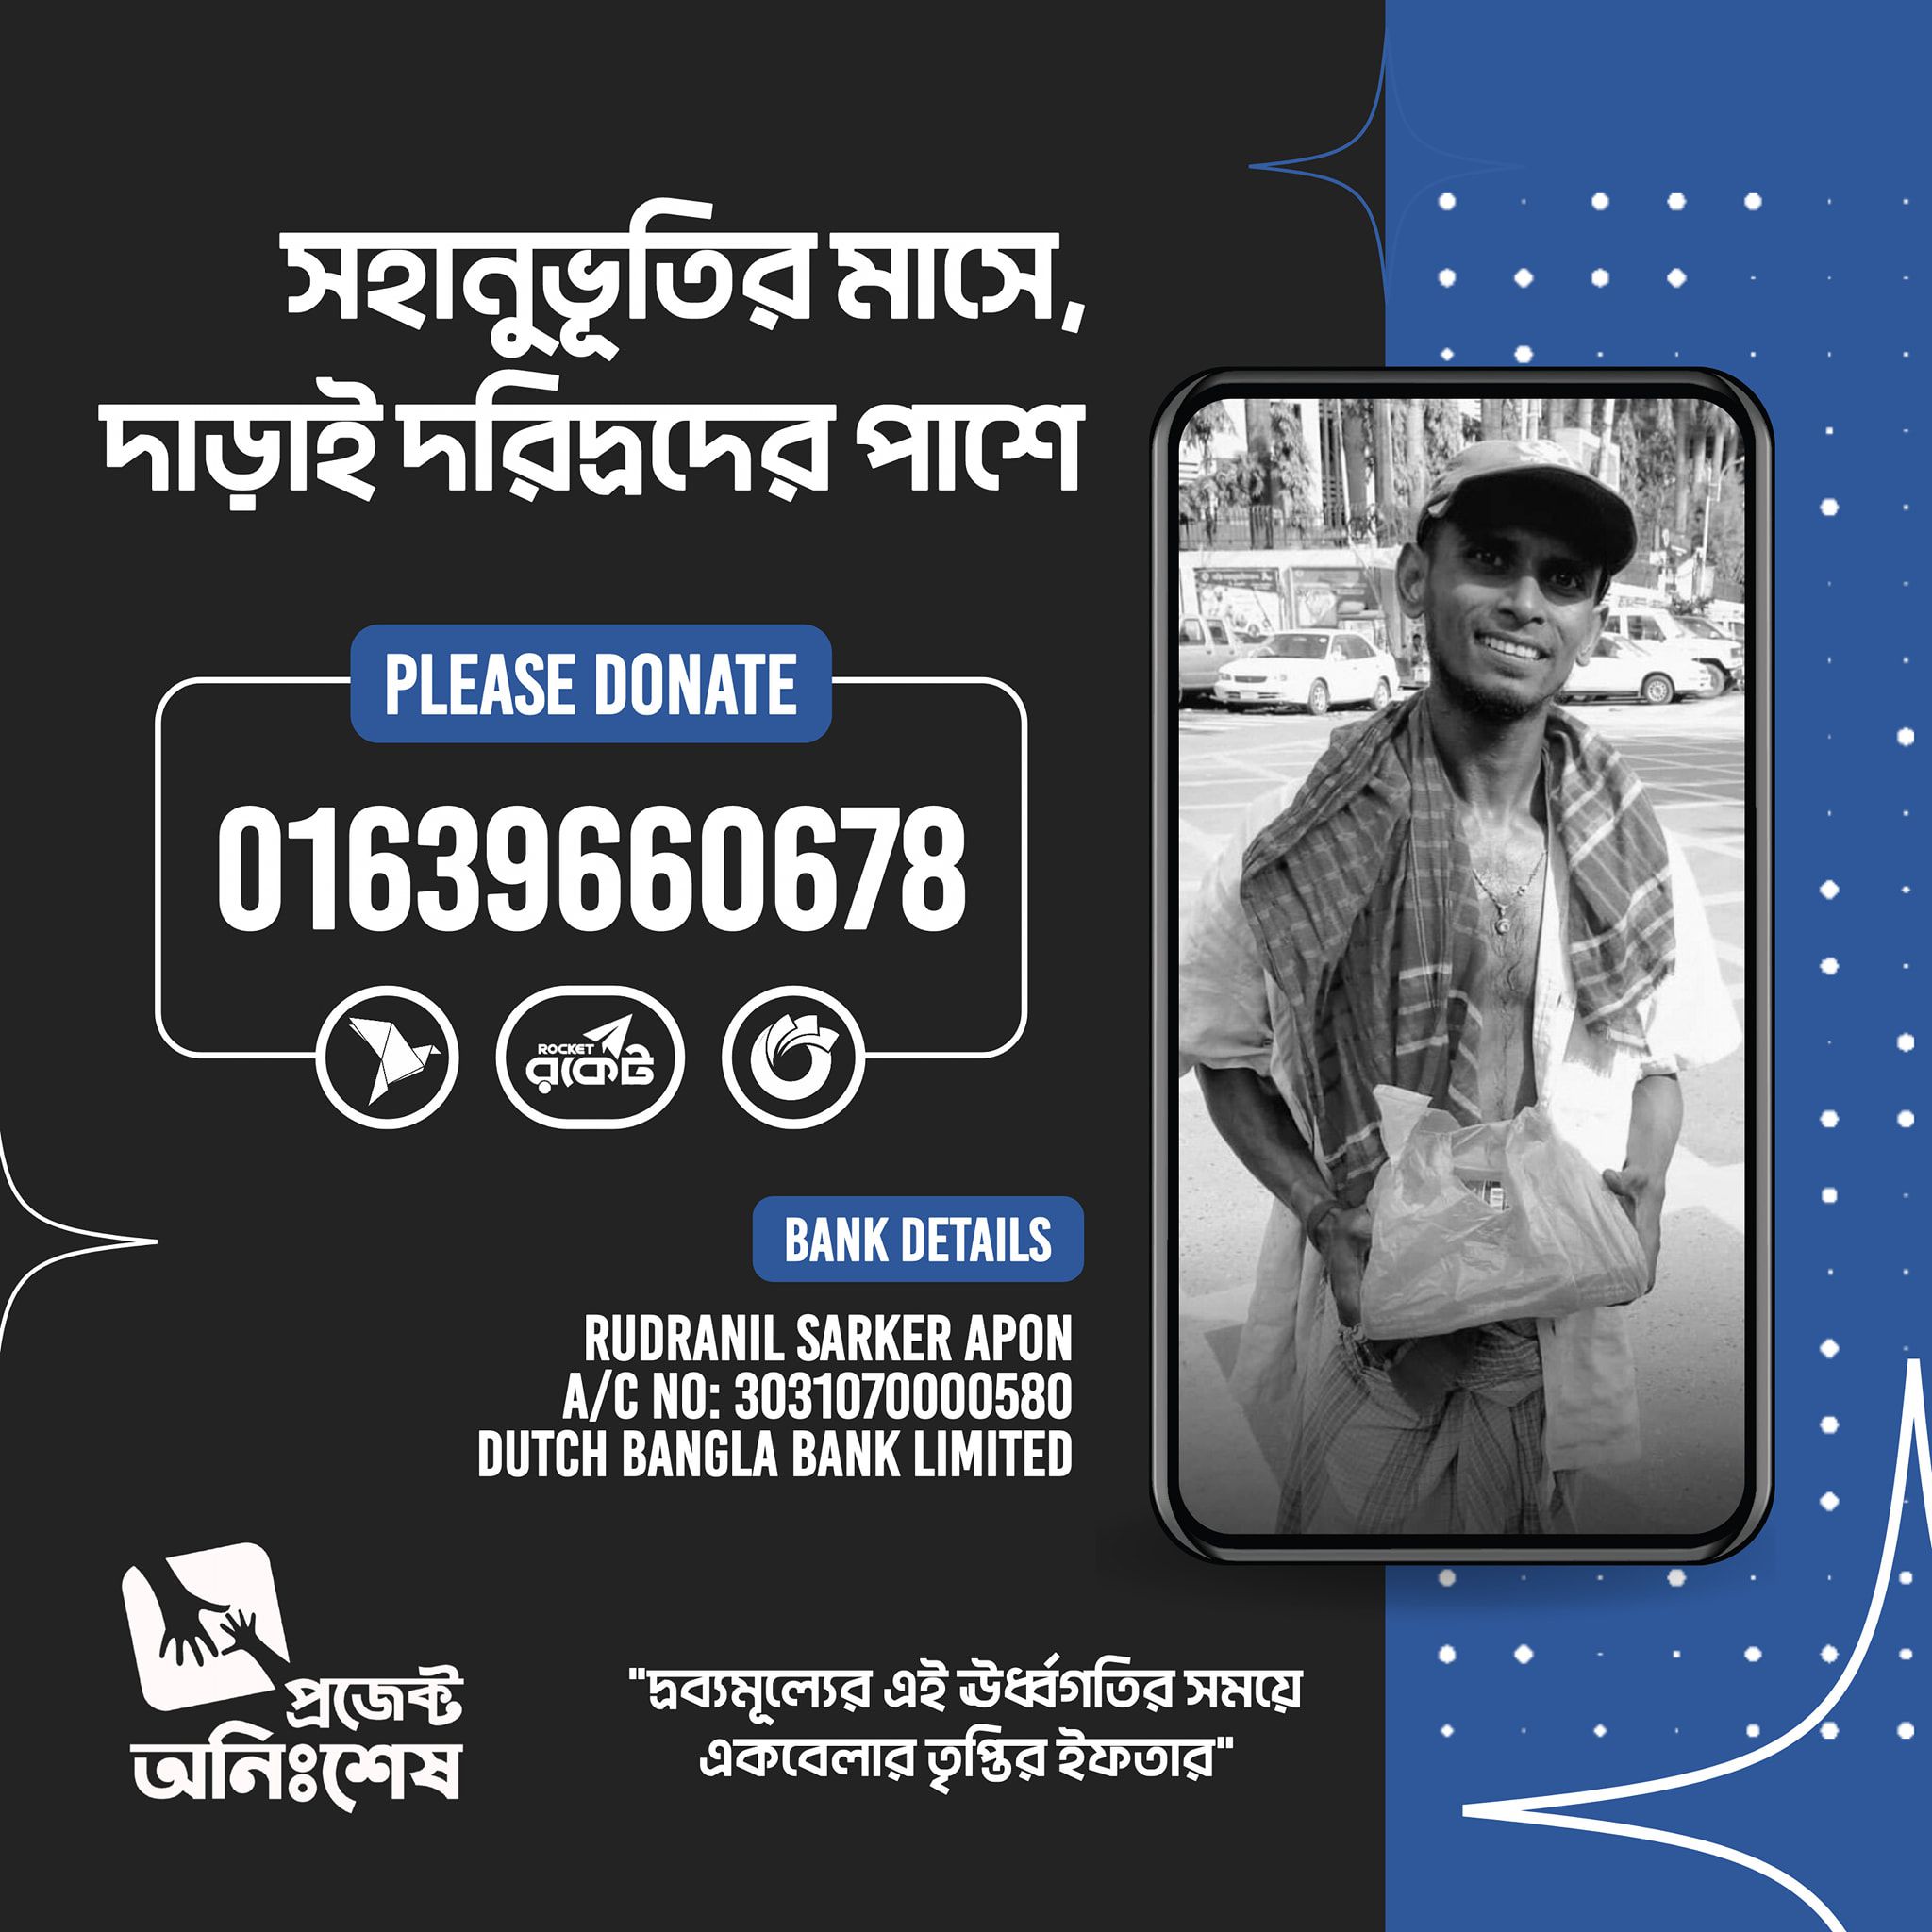 সহানুভূতির মাসে,
দাড়াই দরিদ্রদের পাশে
PLEASE DONATE
01639660678
ROCKET
রকেট
BANK DETAILS
RUDRANIL SARKER APON
A/C NO: 3031070000580
DUTCH BANGLA BANK LIMITED
প্রজেক্ট
অনিঃশেষ
"দ্রব্যমূল্যের এই ঊর্ধ্বগতির সময়ে
একবেলার তৃপ্তির ইফতার"